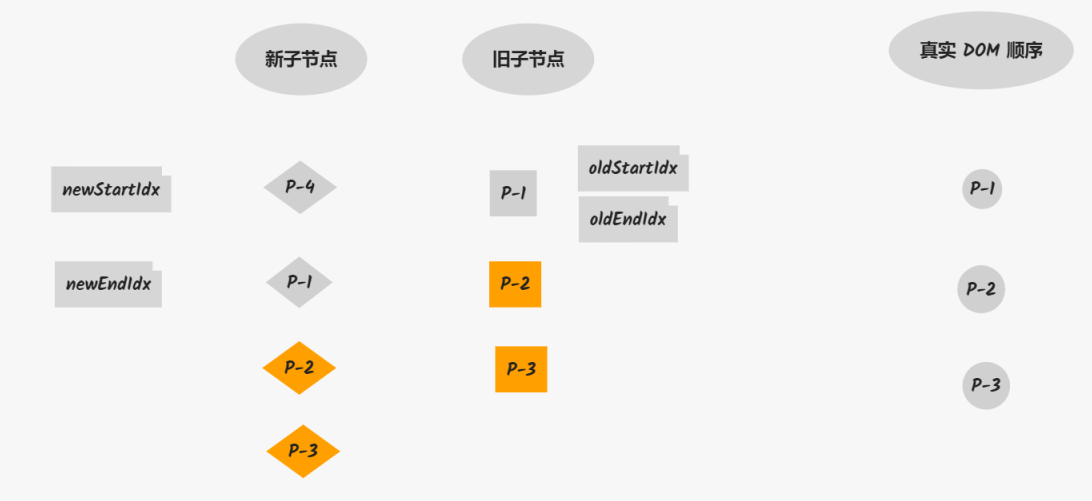 新子节点
旧子节点
真实 DOM 顺序
newStartIdx
P-4
P-1
oldStartIdx
oldEndIdx
P-1
newEndIdx
P-1
P-2
P-2
P-2
P-3
P-3
P-3